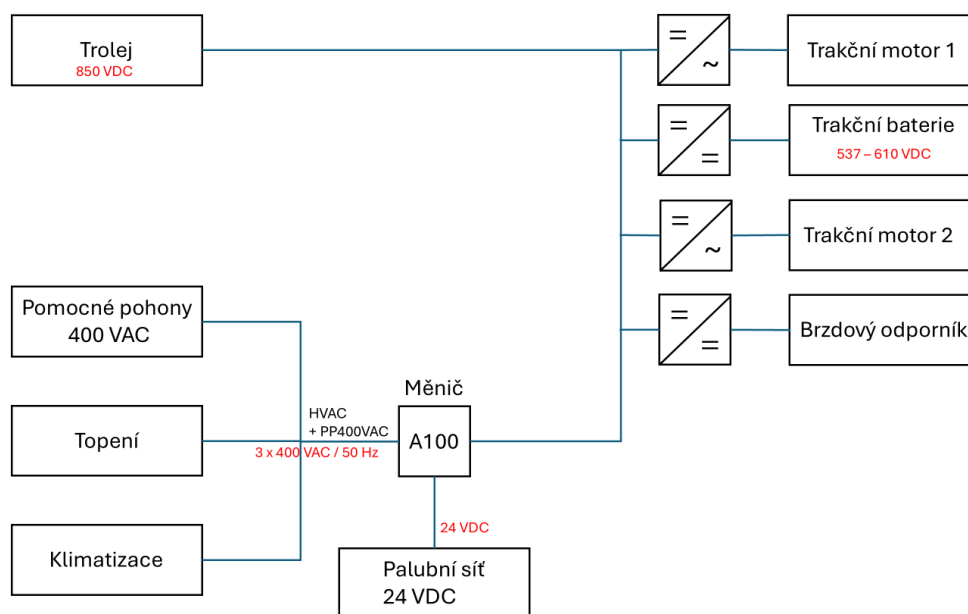 Trolej
850 VDC
=
~
Trakční motor 1
=
=
Trakční baterie
537 – 610 VDC
=
~
Trakční motor 2
=
=
Brzdový odporník
Pomocné pohony
400 VAC
Topení
Klimatizace
HVAC
+ PP400VAC
3 x 400 VAC / 50 Hz
Měnič
A100
24 VDC
Palubní síť
24 VDC